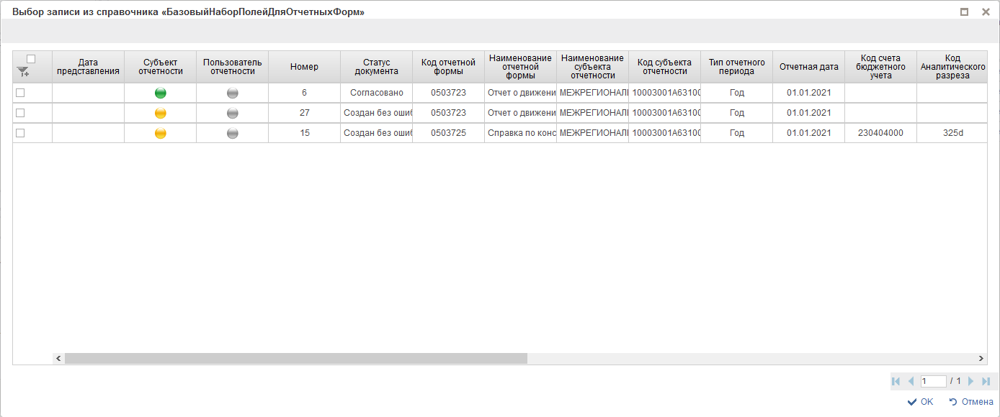 Выбор записи из справочника «БазовыйНаборПолейДляОтчетныхФорм»
Дата представления
Субъект отчетности
Пользователь отчетности
Номер
Статус документа
Код отчетной формы
Наименование отчетной формы
Наименование субъекта отчетности
Код субъекта отчетности
Тип отчетного периода
Отчетная дата
Код счета бюджетного учета
Код Аналитического разреза
6 Согласовано 0503723 Отчет о движени МЕЖРЕГИОНАЛ 10003001А63100 Год 01.01.2021
27 Создан без ошиб 0503723 Отчет о движени МЕЖРЕГИОНАЛ 10003001А63100 Год 01.01.2021
15 Создан без ошиб 0503725 Справка по конс МЕЖРЕГИОНАЛ 10003001А63100 Год 01.01.2021 230404000 325d
1 / 1
OK Отмена